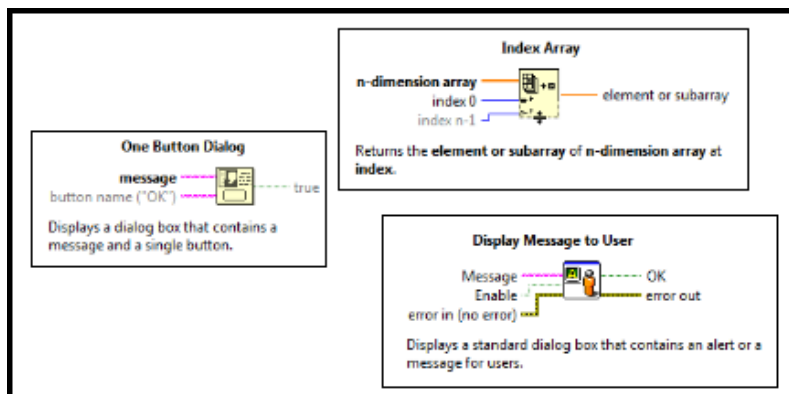 Index Array
n-dimension array
index 0
index n-1
element or subarray
Returns the element or subarray of n-dimension array at
index.
One Button Dialog
message
button name ("OK")
true
Displays a dialog box that contains a
message and a single button.
Display Message to User
Message
Enable
error in (no error)
OK
error out
Displays a standard dialog box that contains an alert or a
message for users.